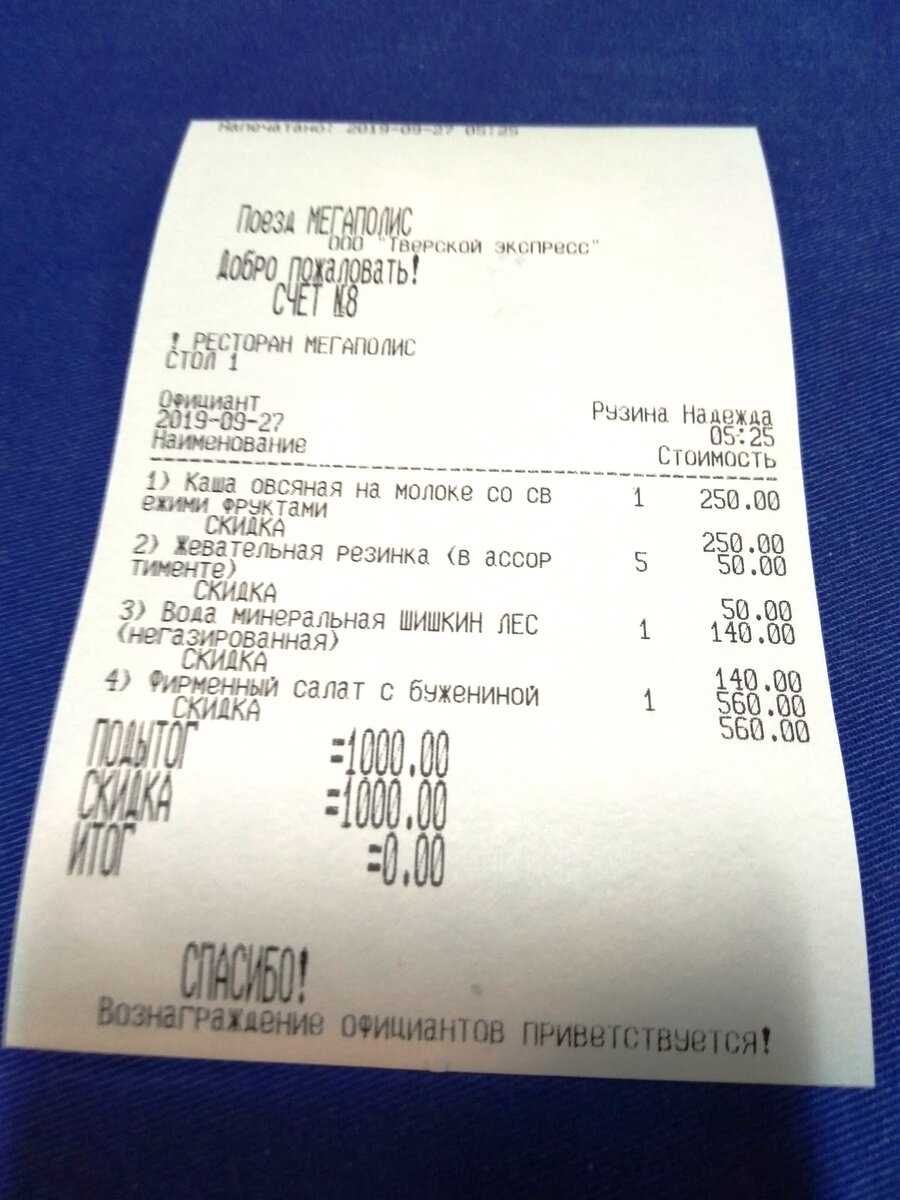 Напечатано: 2019-09-27 05:25
Поезд МЕГАПОЛИС
ООО "Тверской экспресс"
Добро пожаловать!
СЧЕТ №8
! РЕСТОРАН МЕГАПОЛИС
СТОЛ 1
Официант Рузина Надежда
2019-09-27 05:25
Наименование Стоимость
1) Каша овсяная на молоке со св 1 250.00
ежими фруктами
СКИДКА 250.00
2) Жевательная резинка (в ассор 5 50.00
тименте)
СКИДКА 50.00
3) Вода минеральная ШИШКИН ЛЕС 1 140.00
(негазированная)
СКИДКА 140.00
4) Фирменный салат с бужениной 1 560.00
СКИДКА 560.00
ПОДЫТОГ =1000.00
СКИДКА =1000.00
ИТОГ =0.00
СПАСИБО!
Вознаграждение официантов приветствуется!